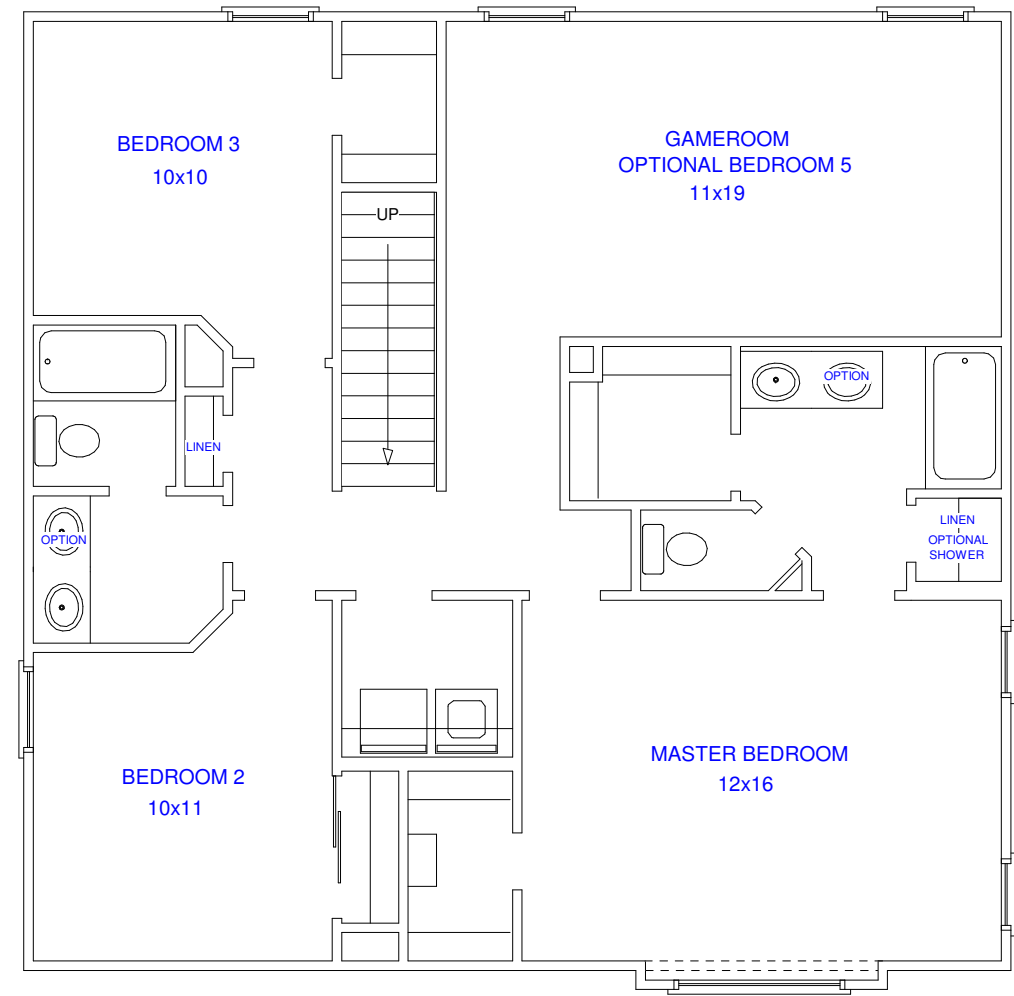 BEDROOM 3
10x10
GAMEROOM
OPTIONAL BEDROOM 5
11x19
UP
OPTION
LINEN
OPTION
LINEN
OPTIONAL
SHOWER
BEDROOM 2
10x11
MASTER BEDROOM
12x16